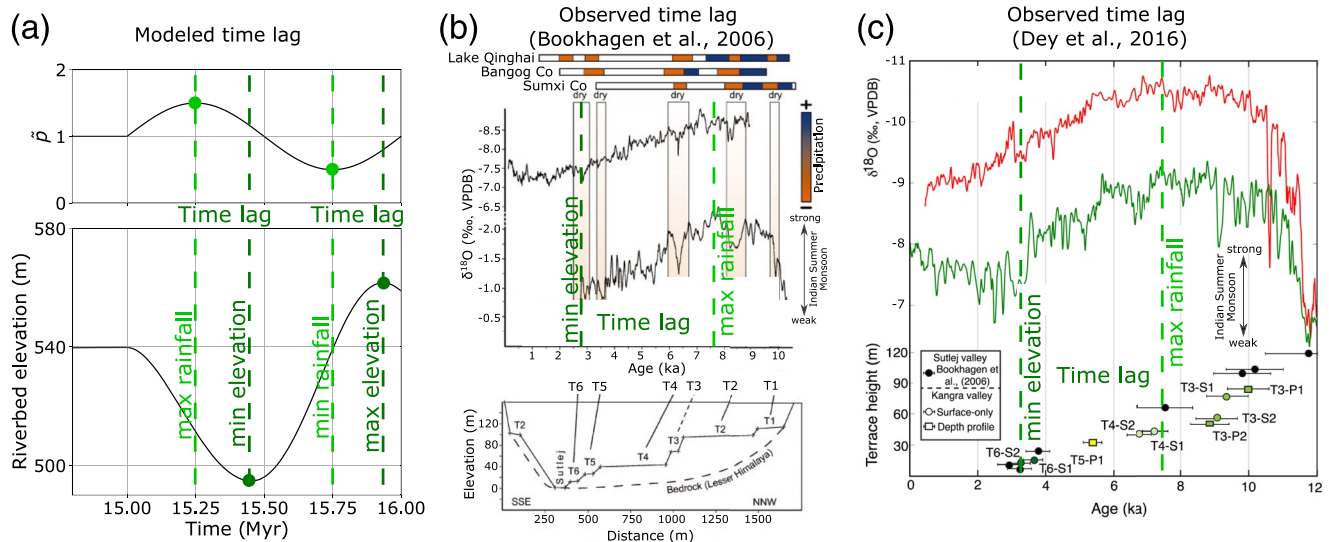 (a)
Modeled time lag
2
1
0
P̃
Time lag
Time lag
580
540
500
Riverbed elevation (m)
max rainfall
min elevation
min rainfall
max elevation
15.00
15.25
15.50
15.75
16.00
Time (Myr)
(b)
Observed time lag
(Bookhagen et al., 2006)
Lake Qinghai
Bangog Co
Sumxi Co
dry
dry
dry
dry
dry
+
Precipitation
−
-8.5
-8.0
-7.5
-7.0
-6.5
-2.0
-1.5
-1.0
-0.5
δ¹⁸O (‰, VPDB)
strong
Indian Summer
Monsoon
weak
min elevation
Time lag
max rainfall
1
2
3
4
5
6
7
8
9
10
Age (ka)
T6
T5
T4
T3
T2
T1
T2
Sutlej
T6
T5
T4
T3
T2
T1
120
80
40
0
Elevation (m)
Bedrock (Lesser Himalaya)
SSE
NNW
250
500
750
1000
1250
1500
Distance (m)
(c)
Observed time lag
(Dey et al., 2016)
-11
-10
-9
-8
-7
δ¹⁸O (‰, VPDB)
strong
Indian Summer
Monsoon
weak
min elevation
Time lag
max rainfall
120
90
60
30
Terrace height (m)
Sutlej valley
Bookhagen et
al., (2006)
Kangra valley
Surface-only
Depth profile
T3-S1
T3-P1
T3-S2
T3-P2
T4-S2
T4-S1
T5-P1
T6-S2
T6-S1
0
2
4
6
8
10
12
Age (ka)